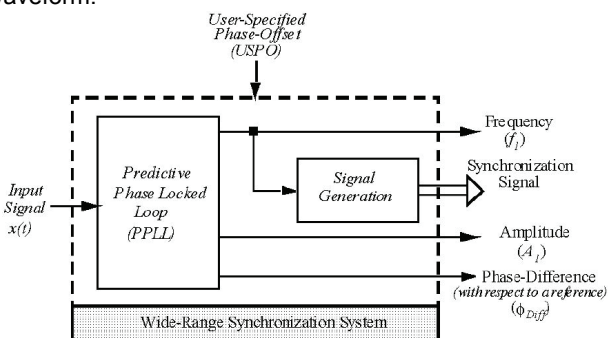 waveform.
User-Specified
Phase-Offset
(USPO)
Input
Signal
x(t)
Predictive
Phase Locked
Loop
(PPLL)
Signal
Generation
Frequency
(f1)
Synchronization
Signal
Amplitude
(A1)
Phase-Difference
(with respect to a reference)
(ϕDiff)
Wide-Range Synchronization System